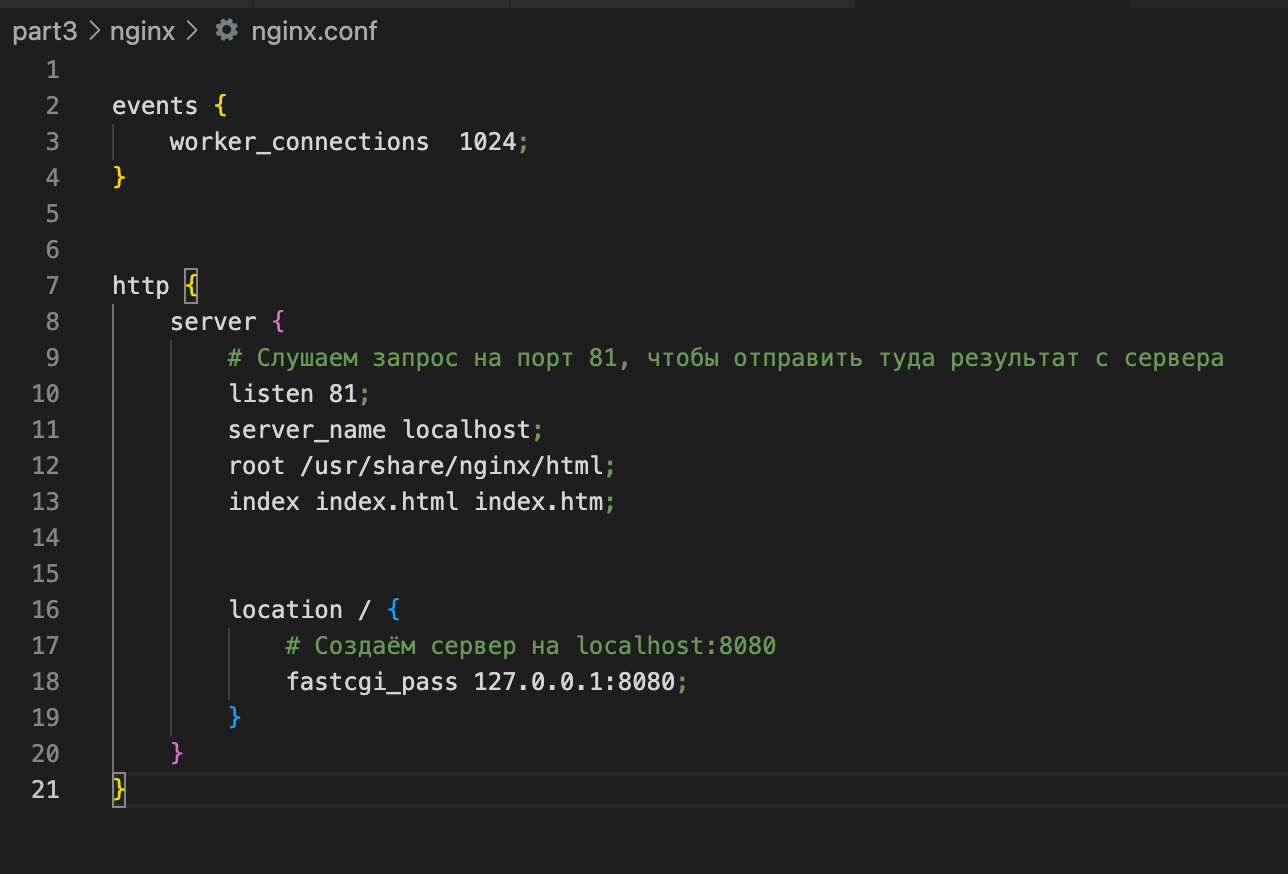 part3 > nginx > nginx.conf
1
2 events {
3     worker_connections  1024;
4 }
5
6
7 http {
8     server {
9         # Слушаем запрос на порт 81, чтобы отправить туда результат с сервера
10         listen 81;
11         server_name localhost;
12         root /usr/share/nginx/html;
13         index index.html index.htm;
14
15
16         location / {
17             # Создаём сервер на localhost:8080
18             fastcgi_pass 127.0.0.1:8080;
19         }
20     }
21 }